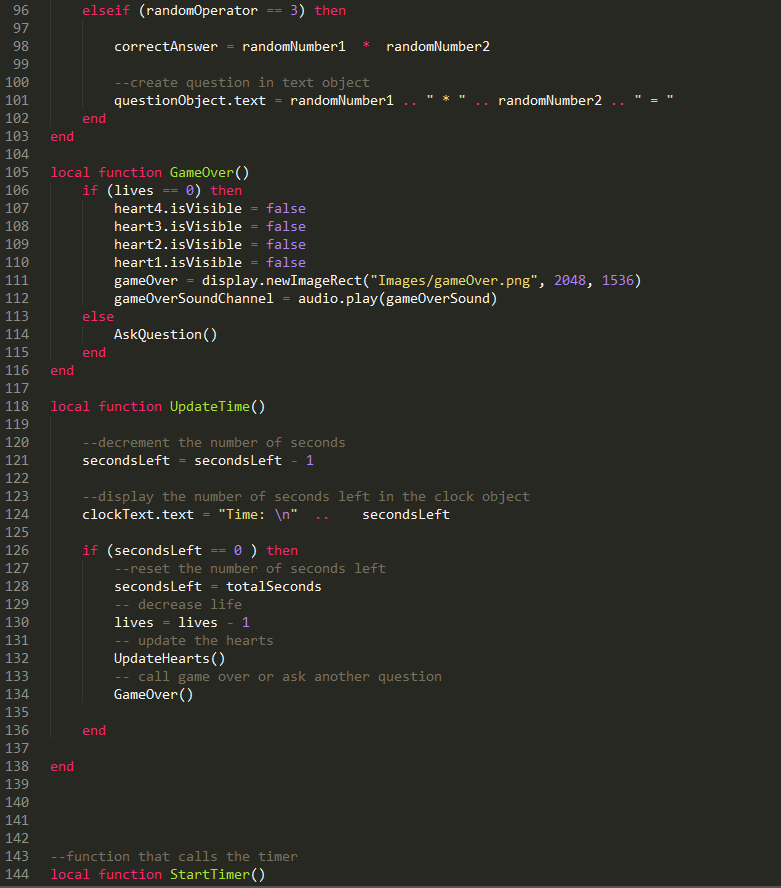 96 elseif (randomOperator == 3) then
97
98 correctAnswer = randomNumber1  *  randomNumber2
99
100 --create question in text object
101 questionObject.text = randomNumber1 .. " * " .. randomNumber2 .. " = "
102 end
103 end
104
105 local function GameOver()
106 if (lives == 0) then
107 heart4.isVisible = false
108 heart3.isVisible = false
109 heart2.isVisible = false
110 heart1.isVisible = false
111 gameOver = display.newImageRect("Images/gameOver.png", 2048, 1536)
112 gameOverSoundChannel = audio.play(gameOverSound)
113 else
114 AskQuestion()
115 end
116 end
117
118 local function UpdateTime()
119
120 --decrement the number of seconds
121 secondsLeft = secondsLeft - 1
122
123 --display the number of seconds left in the clock object
124 clockText.text = "Time: \n"  ..    secondsLeft
125
126 if (secondsLeft == 0 ) then
127 --reset the number of seconds left
128 secondsLeft = totalSeconds
129 -- decrease life
130 lives = lives - 1
131 -- update the hearts
132 UpdateHearts()
133 -- call game over or ask another question
134 GameOver()
135
136 end
137
138 end
139
140
141
142
143 --function that calls the timer
144 local function StartTimer()